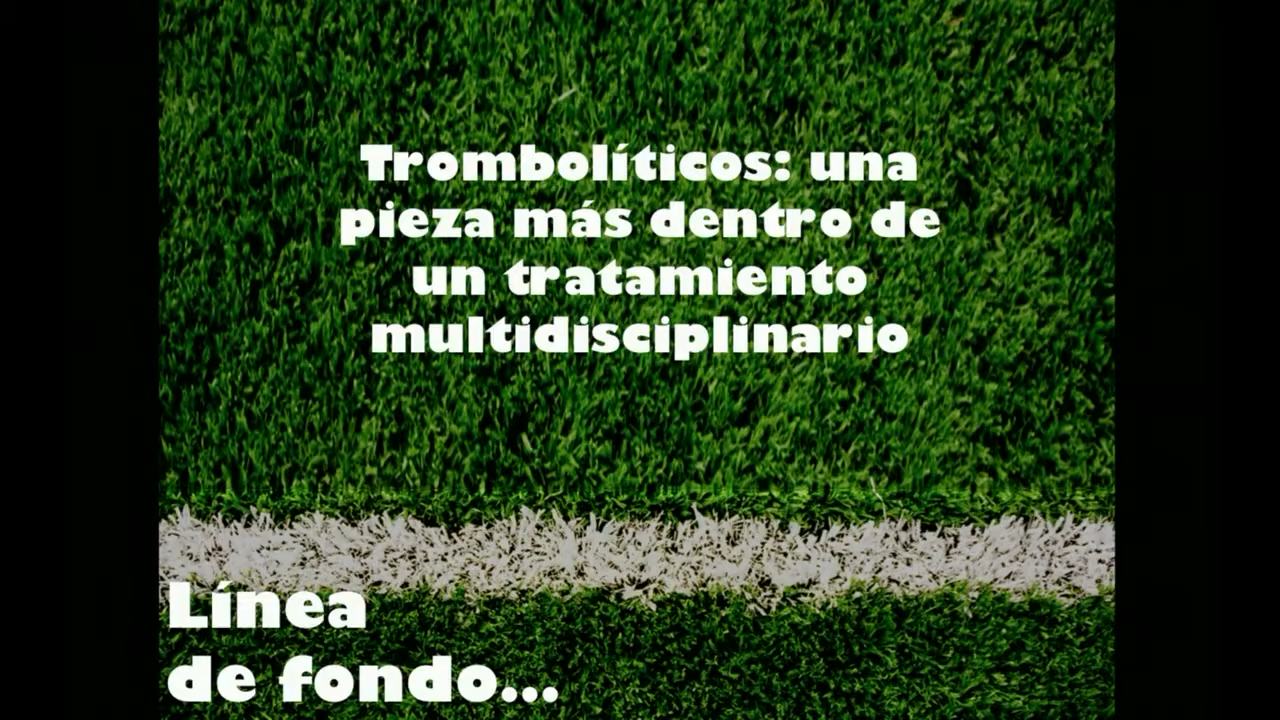 Trombolíticos: una
pieza más dentro de
un tratamiento
multidisciplinario
Línea
de fondo...